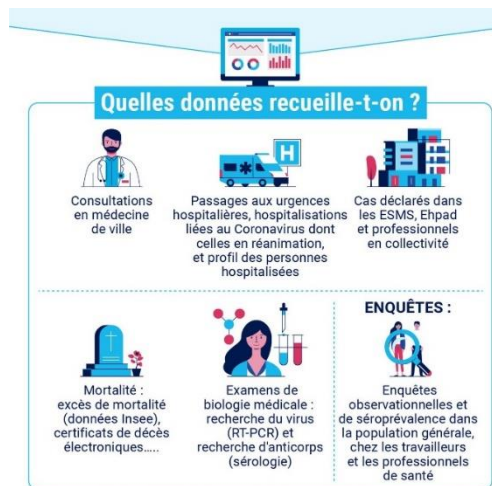 Quelles données recueille-t-on ?
Consultations
en médecine
de ville
H
Passages aux urgences
hospitalières, hospitalisations
liées au Coronavirus dont
celles en réanimation,
et profil des personnes
hospitalisées
Cas déclarés dans
les ESMS, Ehpad
et professionnels
en collectivité
Mortalité :
excès de mortalité
(données Insee),
certificats de décès
électroniques.....
Examens de
biologie médicale :
recherche du virus
(RT-PCR) et
recherche d'anticorps
(sérologie)
ENQUÊTES :
Enquêtes
observationnelles et
de séroprévalence dans
la population générale,
chez les travailleurs
et les professionnels
de santé